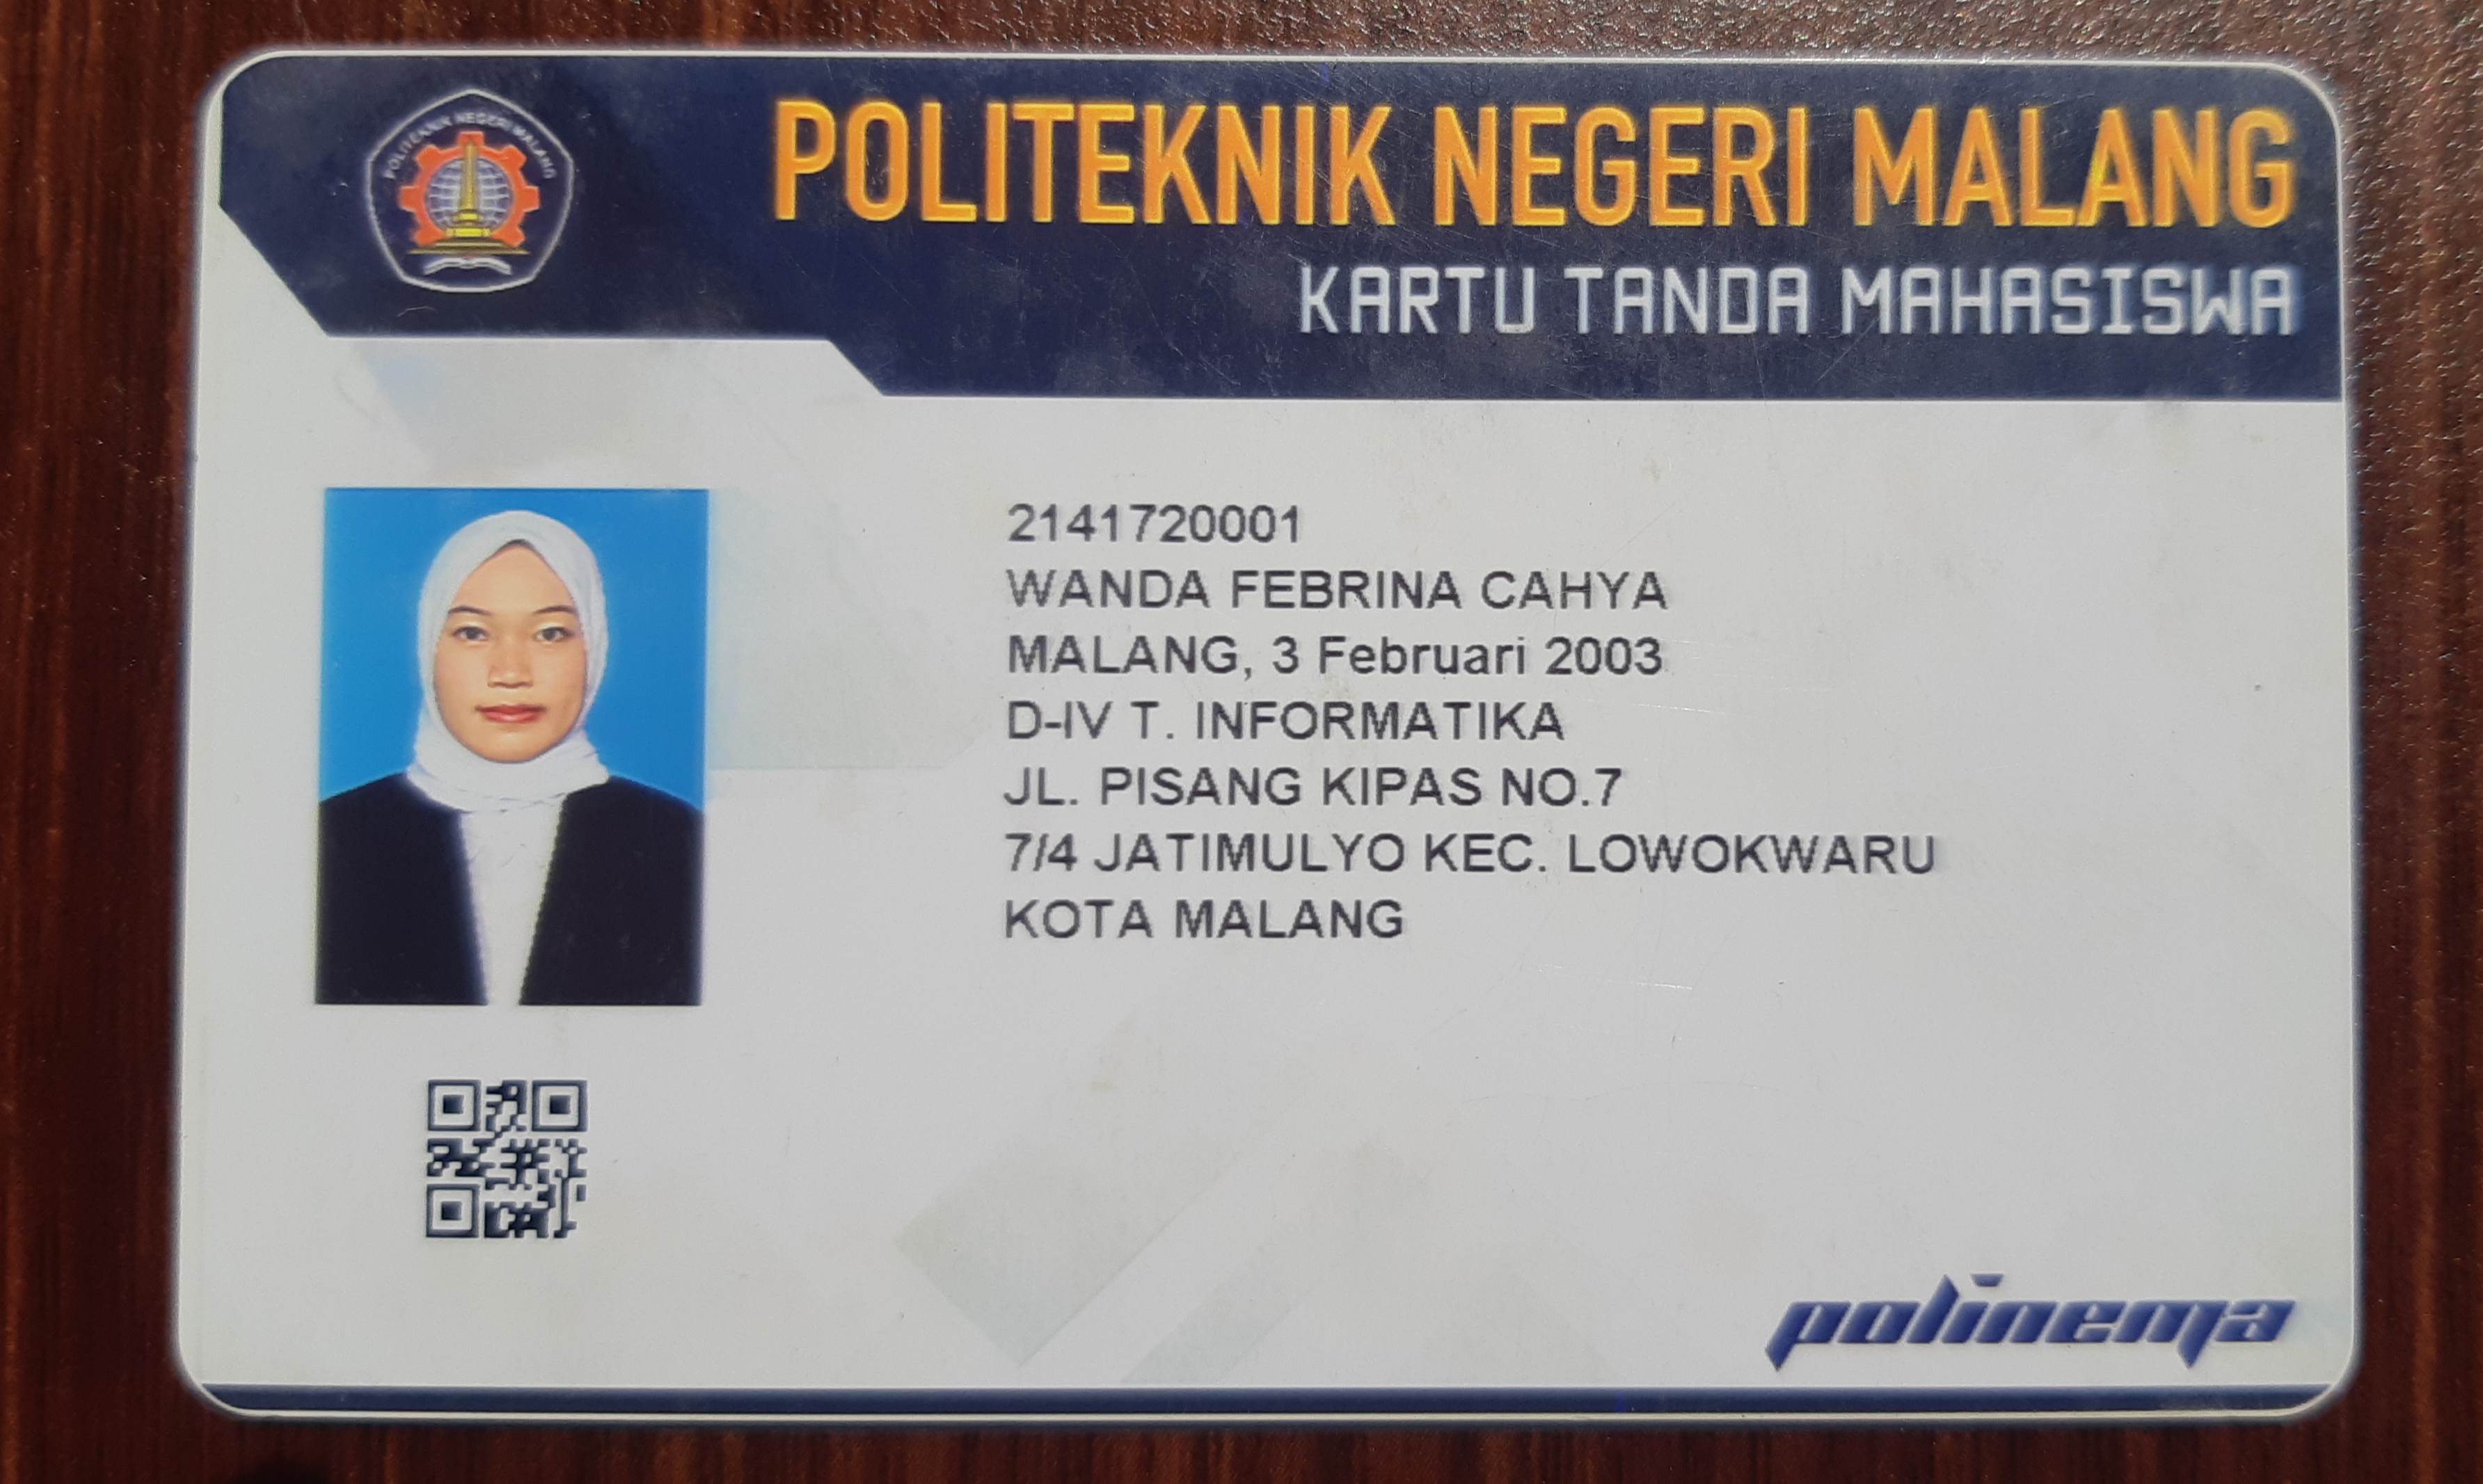 POLITEKNIK NEGERI MALANG
POLITEKNIK NEGERI MALANG
KARTU TANDA MAHASISWA
2141720001
WANDA FEBRINA CAHYA
MALANG, 3 Februari 2003
D-IV T. INFORMATIKA
JL. PISANG KIPAS NO.7
7/4 JATIMULYO KEC. LOWOKWARU
KOTA MALANG
polinema